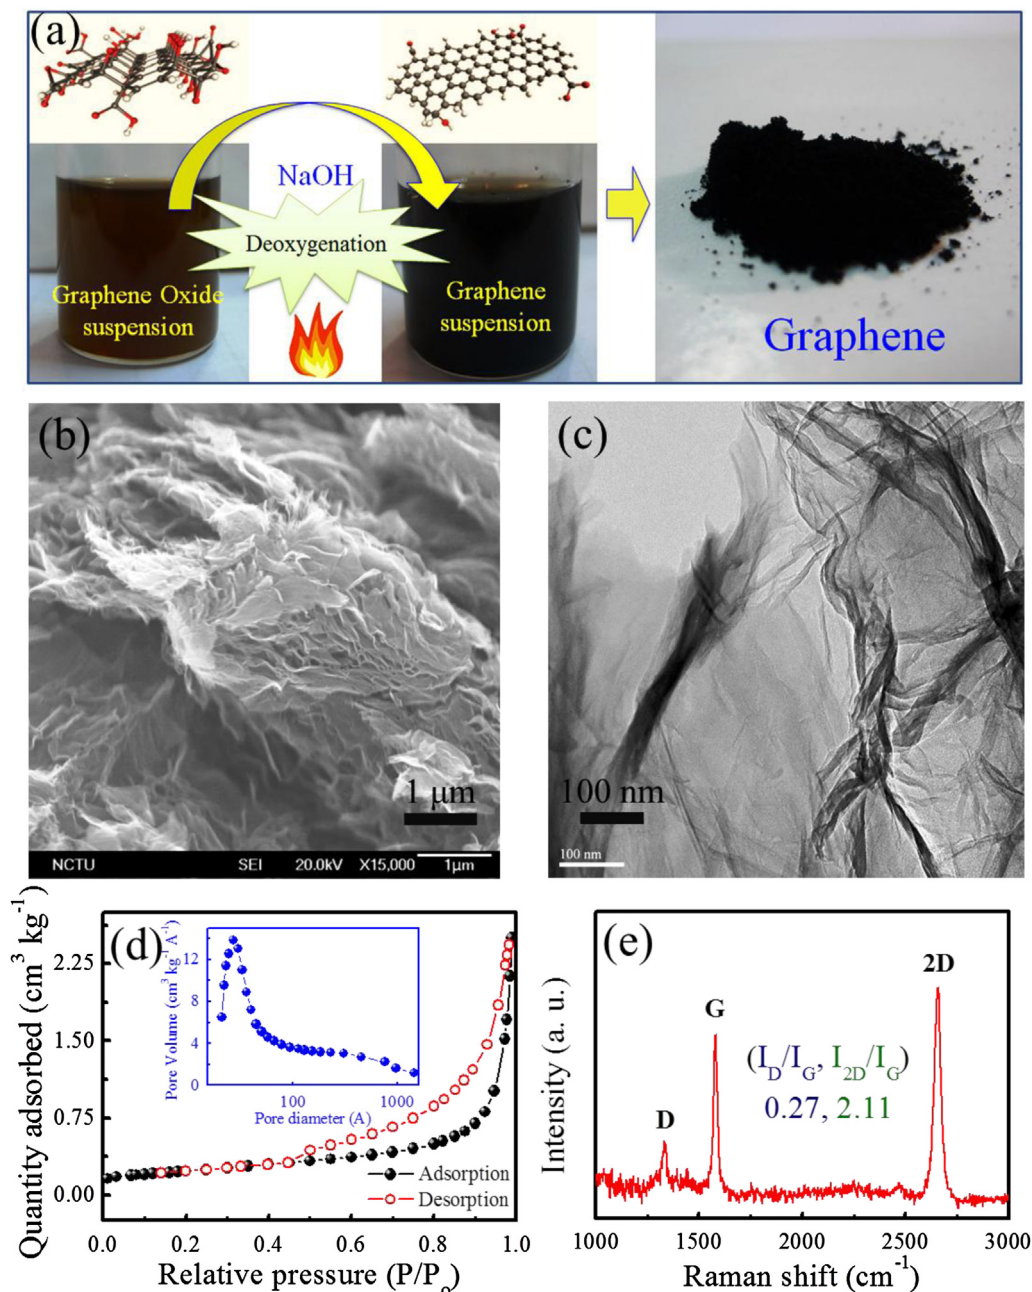 (a)
NaOH
Deoxygenation
Graphene Oxide
suspension
Graphene
suspension
Graphene
(b)
1 μm
NCTU SEI 20.0kV X15,000 1μm
(c)
100 nm
100 nm
(d)
Quantity adsorbed (cm³ kg⁻¹)
2.25
1.50
0.75
0.00
0.0 0.2 0.4 0.6 0.8 1.0
Relative pressure (P/Pₒ)
Pore Volume (cm³ kg⁻¹ A⁻¹)
12
8
4
0
100 1000
Pore diameter (A)
Adsorption
Desorption
(e)
Intensity (a. u.)
D
G
2D
(I_D/I_G, I_2D/I_G)
0.27, 2.11
1000 1500 2000 2500 3000
Raman shift (cm⁻¹)